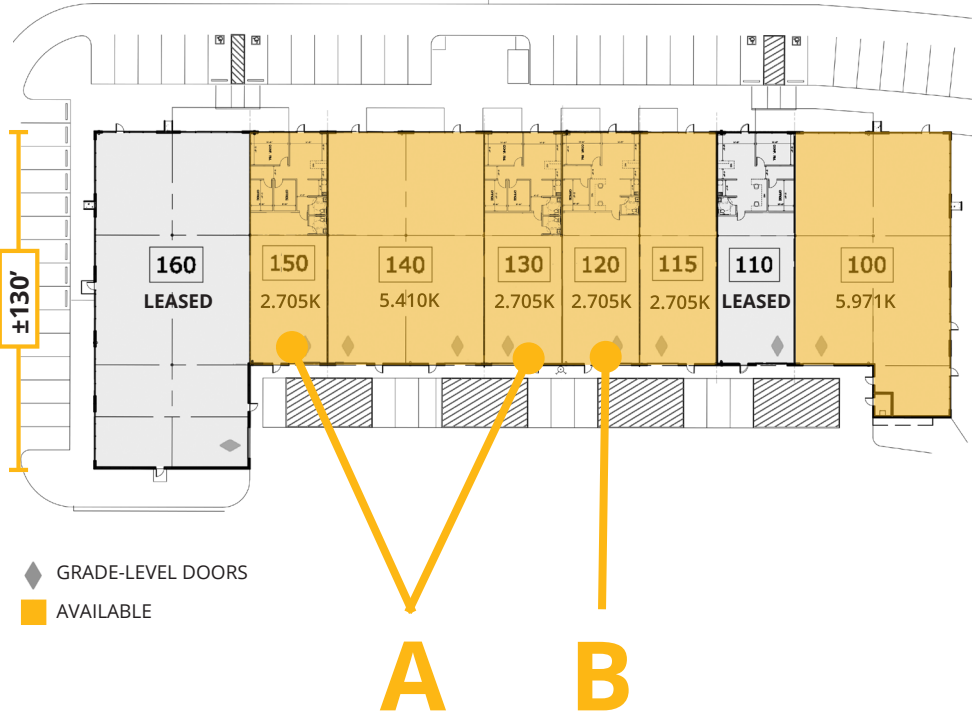 160
LEASED
150
2.705K
140
5.410K
130
2.705K
120
2.705K
115
2.705K
110
LEASED
100
5.971K
±130'
GRADE-LEVEL DOORS
AVAILABLE
A
B